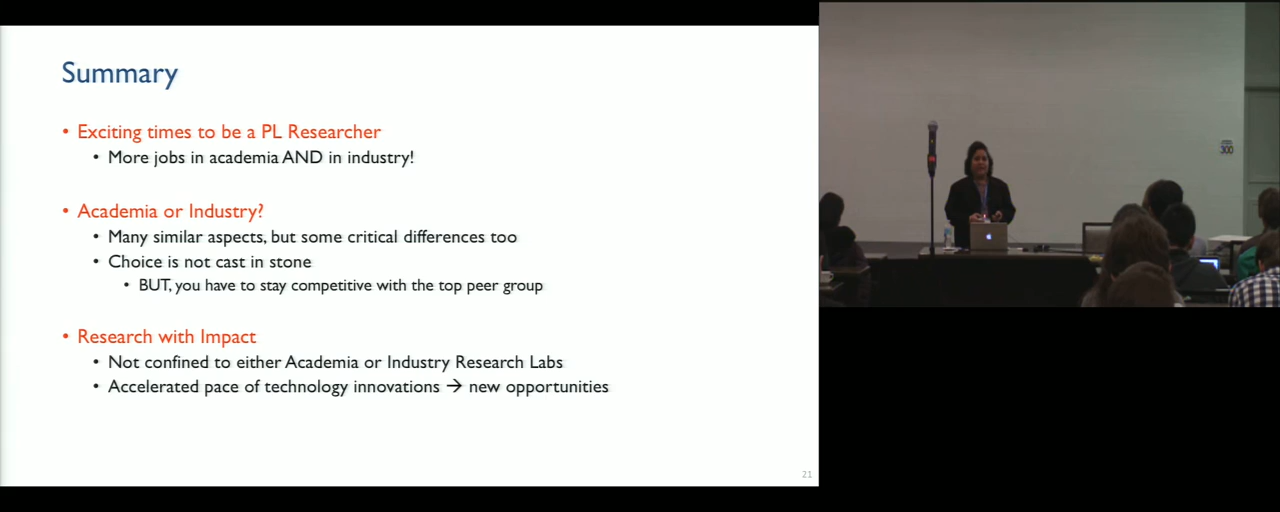 Summary
• Exciting times to be a PL Researcher
• More jobs in academia AND in industry!
• Academia or Industry?
• Many similar aspects, but some critical differences too
• Choice is not cast in stone
• BUT, you have to stay competitive with the top peer group
• Research with Impact
• Not confined to either Academia or Industry Research Labs
• Accelerated pace of technology innovations → new opportunities
21
300